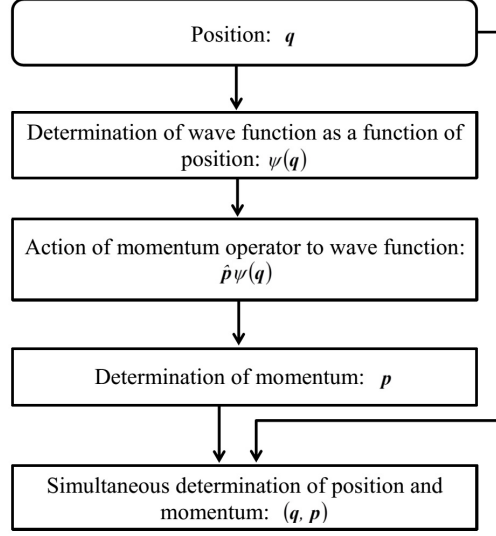 Position: q
Determination of wave function as a function of
position: ψ(q)
Action of momentum operator to wave function:
p̂ψ(q)
Determination of momentum: p
Simultaneous determination of position and
momentum: (q, p)